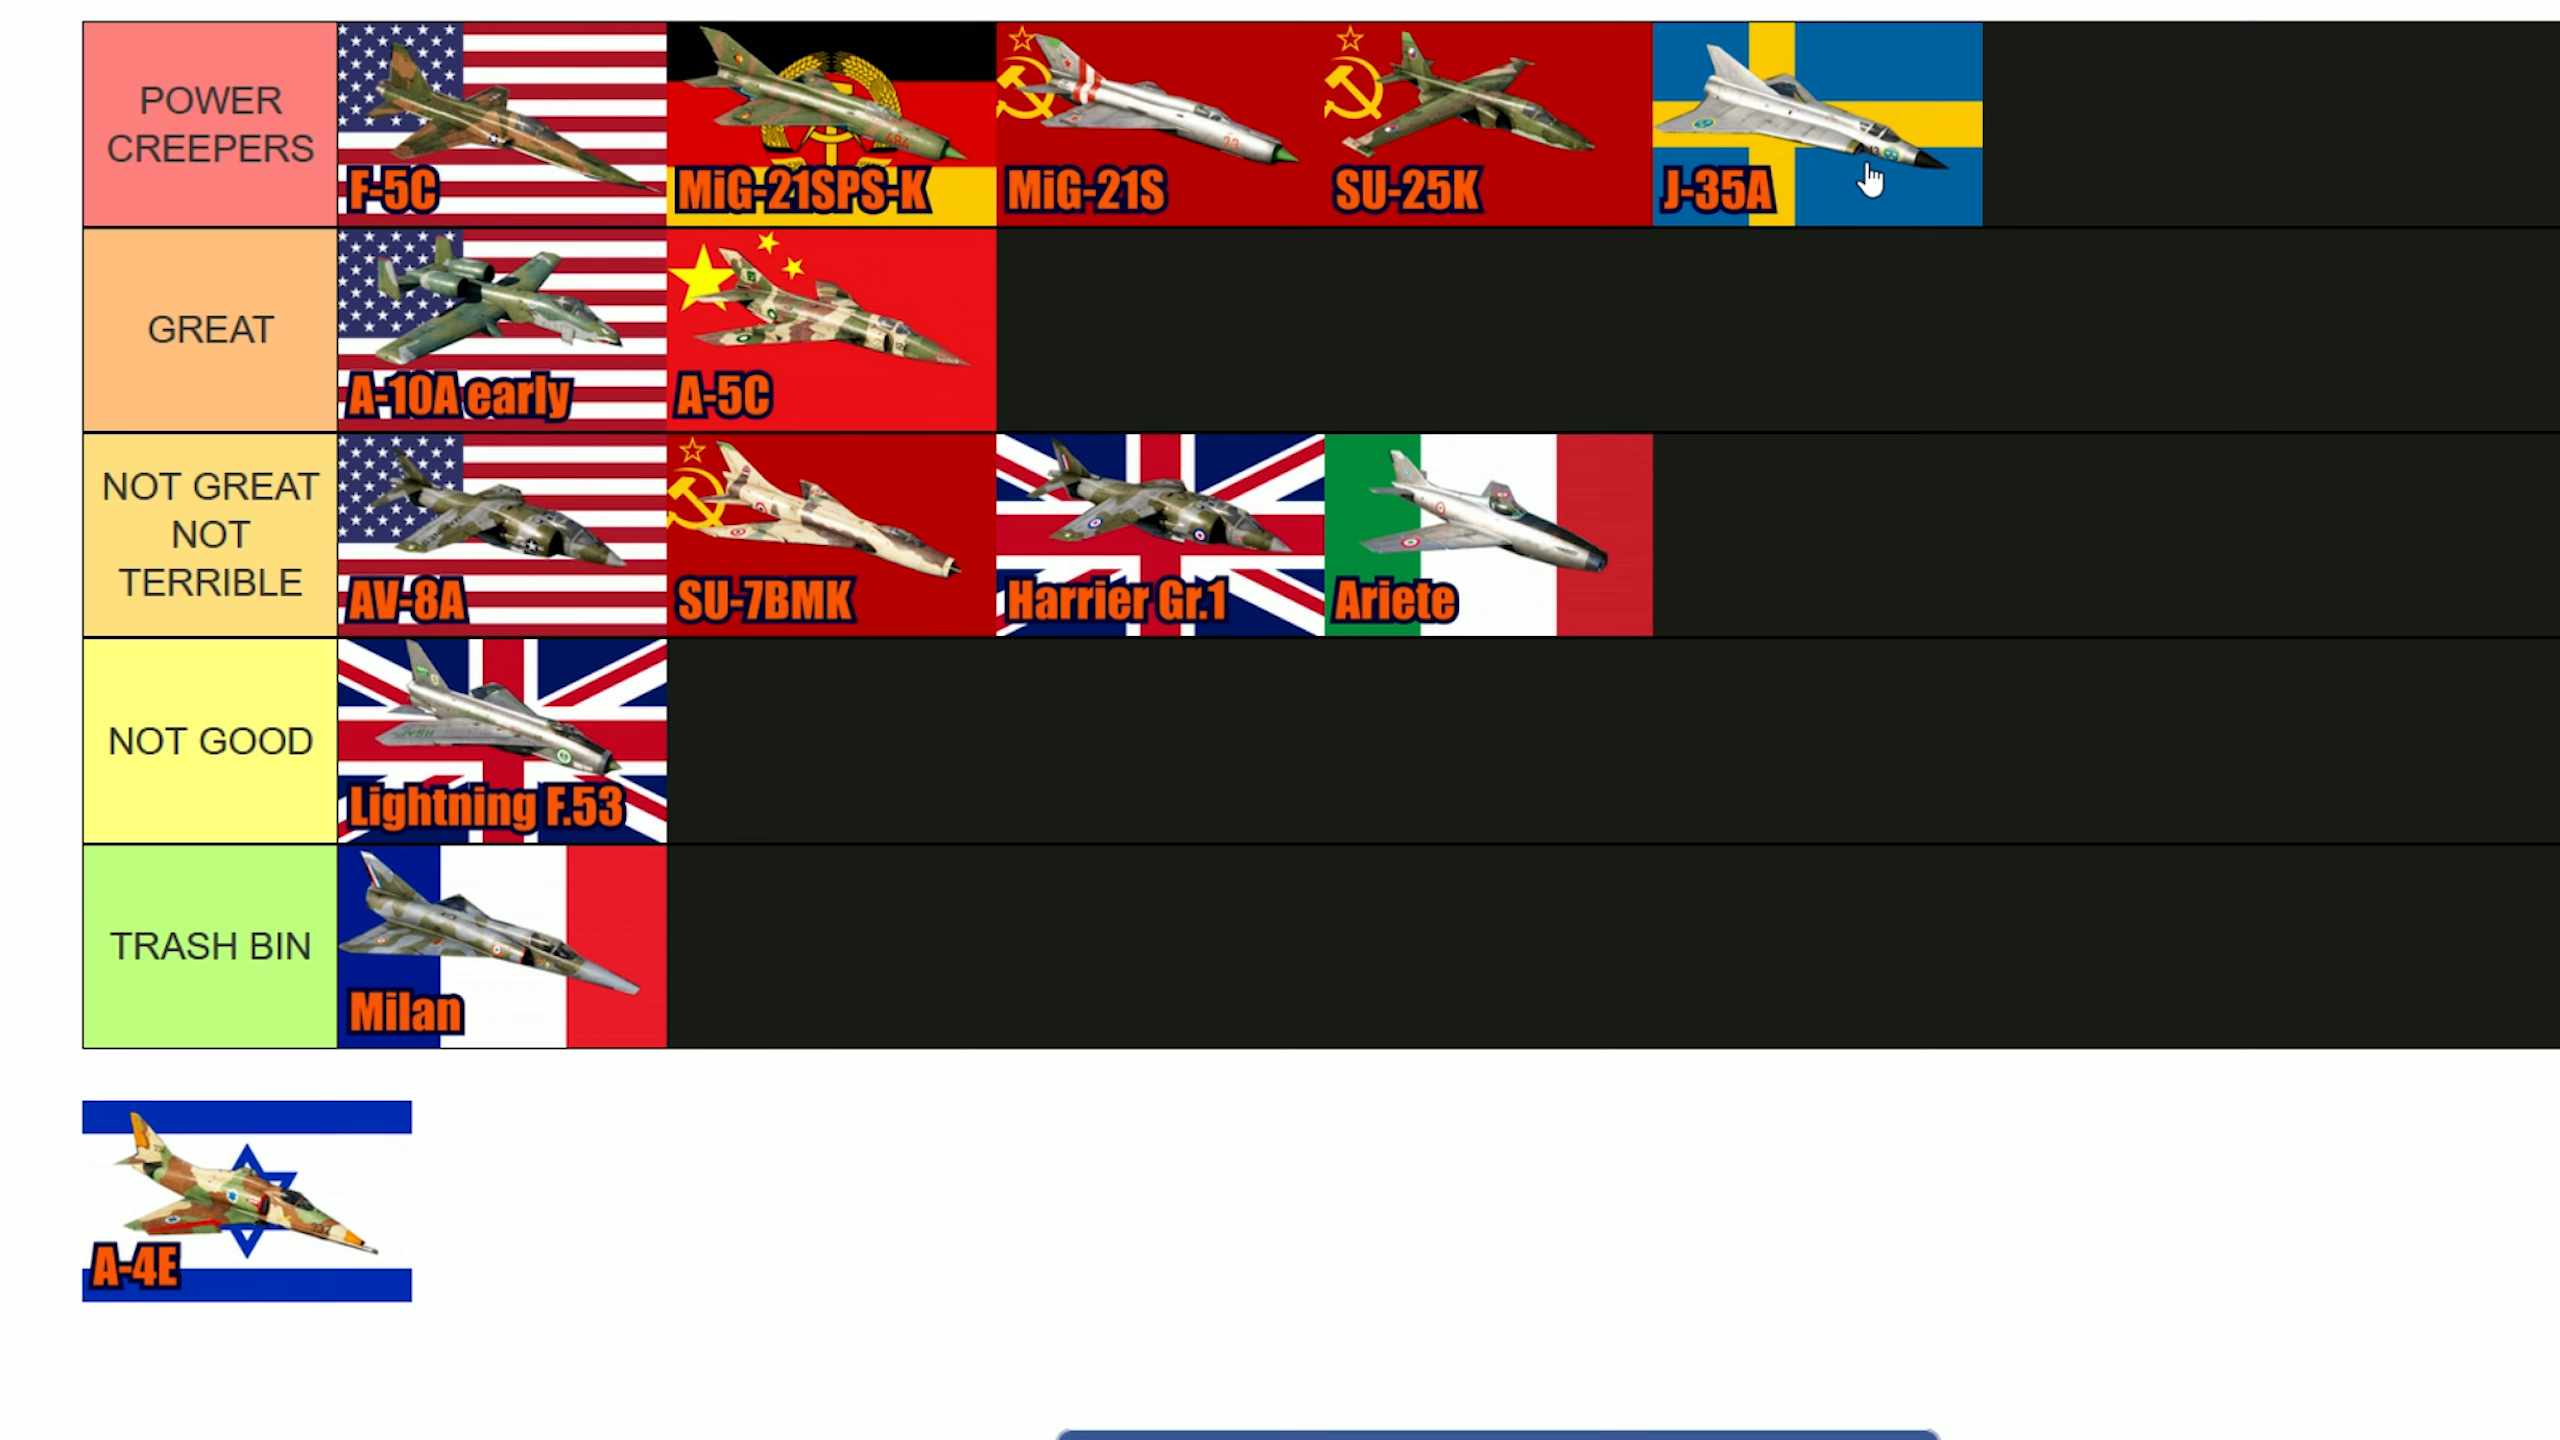 POWER
CREEPERS
F-5C
MiG-21SPS-K
MiG-21S
SU-25K
J-35A
GREAT
A-10A early
A-5C
NOT GREAT
NOT
TERRIBLE
AV-8A
SU-7BMK
Harrier Gr.1
Ariete
NOT GOOD
Lightning F.53
TRASH BIN
Milan
A-4E